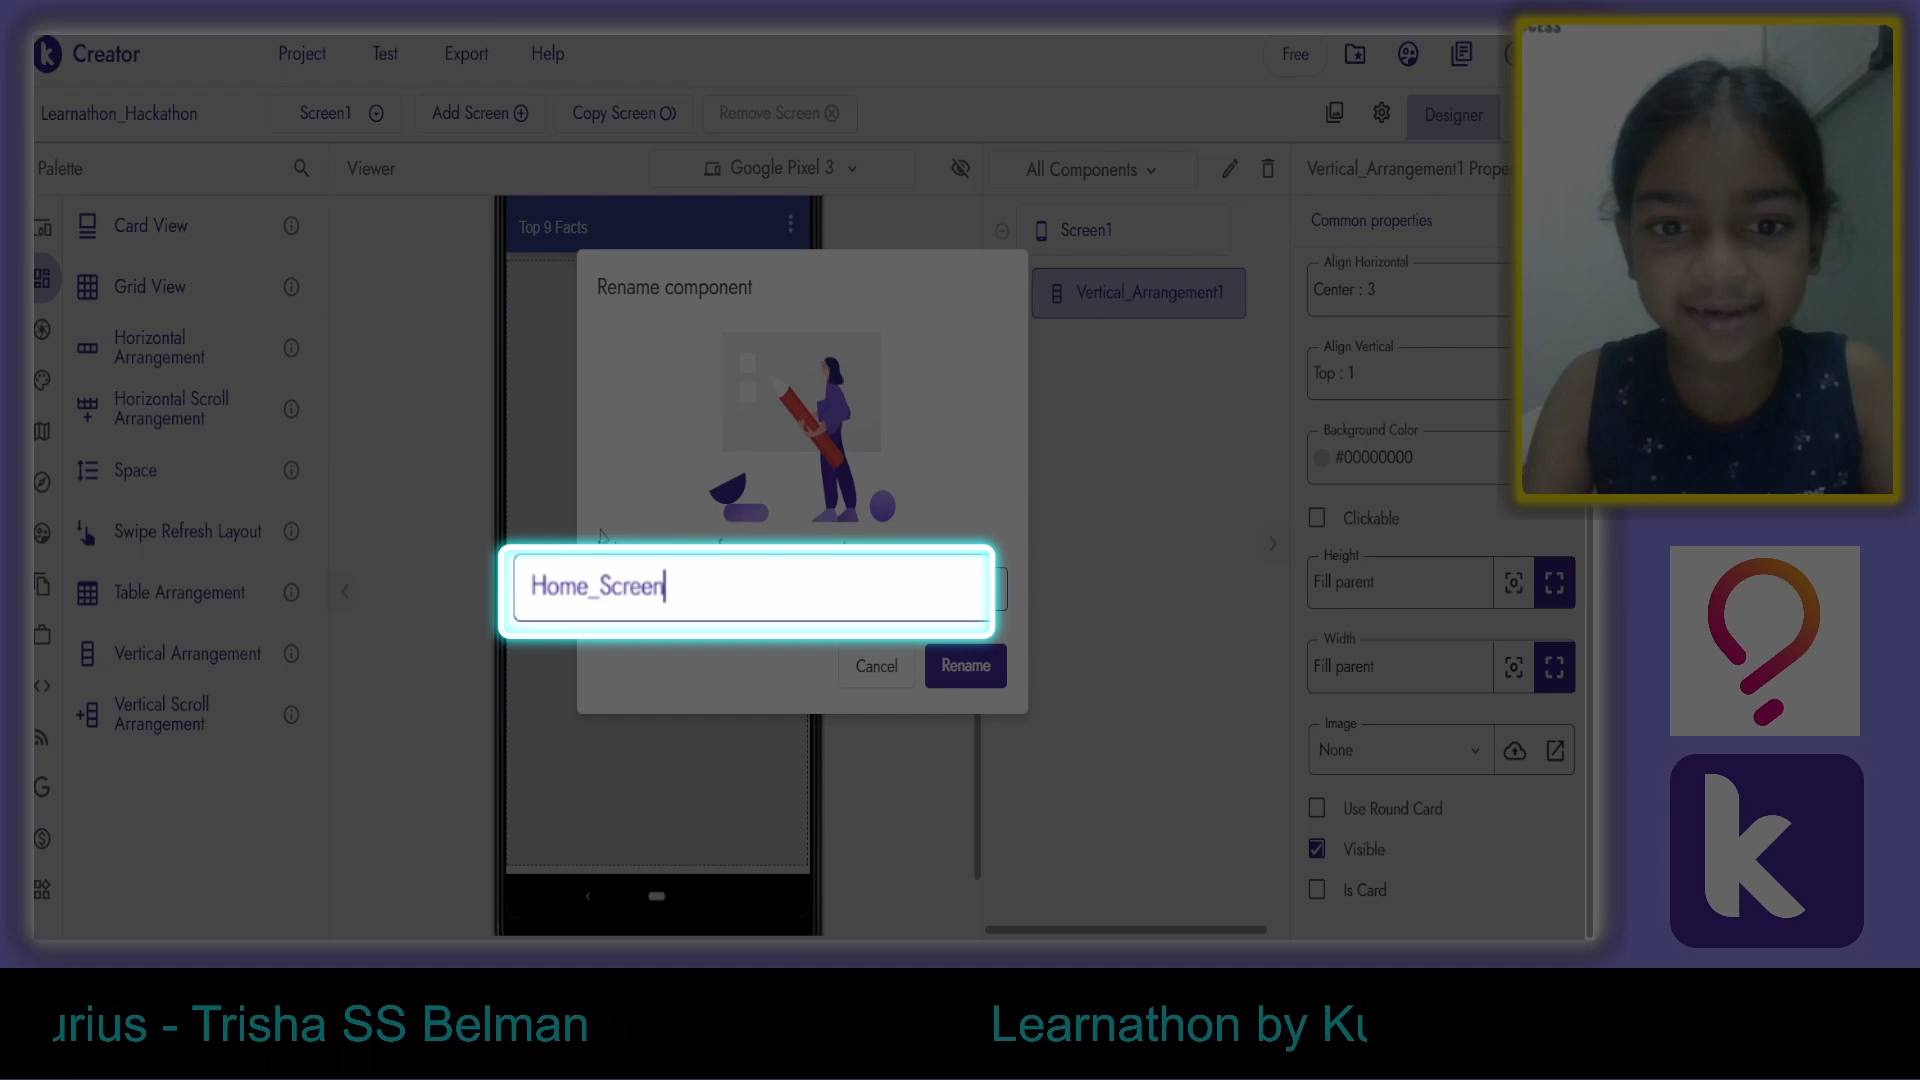 Creator
Project
Test
Export
Help
Free
Learnathon_Hackathon
Screen1
Add Screen
Copy Screen
Remove Screen
Designer
Palette
Viewer
Google Pixel 3
All Components
Vertical_Arrangement1
Common properties
Card View
Grid View
Horizontal
Arrangement
Horizontal Scroll
Arrangement
Space
Swipe Refresh Layout
Table Arrangement
Vertical Arrangement
Vertical Scroll
Arrangement
Top 9 Facts
Rename component
Home_Screen
Cancel
Rename
Screen1
Vertical_Arrangement1
Align Horizontal
Center : 3
Align Vertical
Top : 1
Background Color
#00000000
Clickable
Height
Fill parent
Width
Fill parent
Image
None
Use Round Card
Visible
Is Card
- Trisha SS Belman
Learnathon by